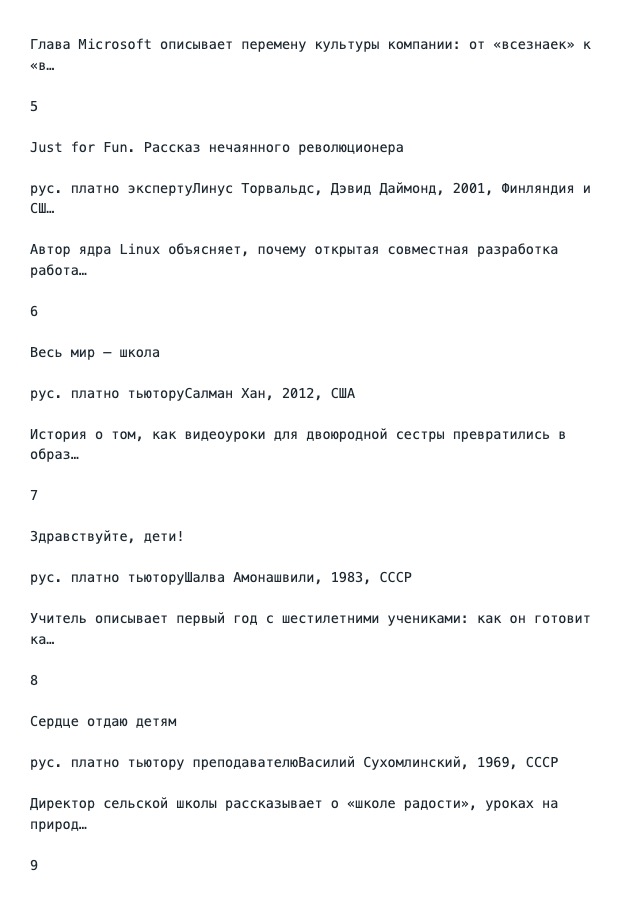 Глава Microsoft описывает перемену культуры компании: от «всезнаек» к
«в…
5
Just for Fun. Рассказ нечаянного революционера
рус. платно экспертуЛинус Торвальдс, Дэвид Даймонд, 2001, Финляндия и
СШ…
Автор ядра Linux объясняет, почему открытая совместная разработка
работа…
6
Весь мир — школа
рус. платно тьюторуСалман Хан, 2012, США
История о том, как видеоуроки для двоюродной сестры превратились в
образ…
7
Здравствуйте, дети!
рус. платно тьюторуШалва Амонашвили, 1983, СССР
Учитель описывает первый год с шестилетними учениками: как он готовит
ка…
8
Сердце отдаю детям
рус. платно тьютору преподавателюВасилий Сухомлинский, 1969, СССР
Директор сельской школы рассказывает о «школе радости», уроках на
природ…
9